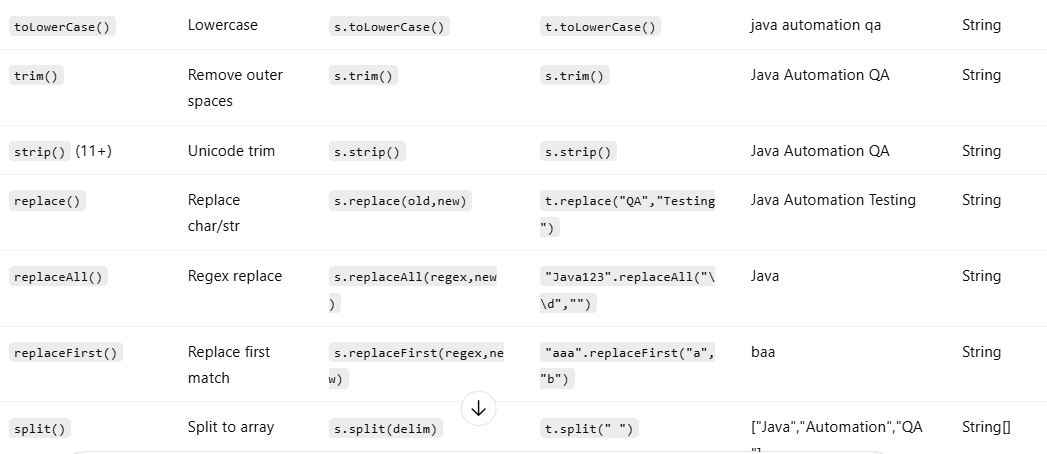 toLowerCase() Lowercase s.toLowerCase() t.toLowerCase() java automation qa String
trim() Remove outer s.trim() s.trim() Java Automation QA String
spaces
strip() (11+) Unicode trim s.strip() s.strip() Java Automation QA String
replace() Replace s.replace(old,new) t.replace("QA","Testing Java Automation Testing String
char/str ")
replaceAll() Regex replace s.replaceAll(regex,new "Java123".replaceAll("\ Java String
) \d","")
replaceFirst() Replace first s.replaceFirst(regex,ne "aaa".replaceFirst("a", baa String
match w) "b")
split() Split to array s.split(delim) t.split(" ") ["Java","Automation","QA String[]
"]